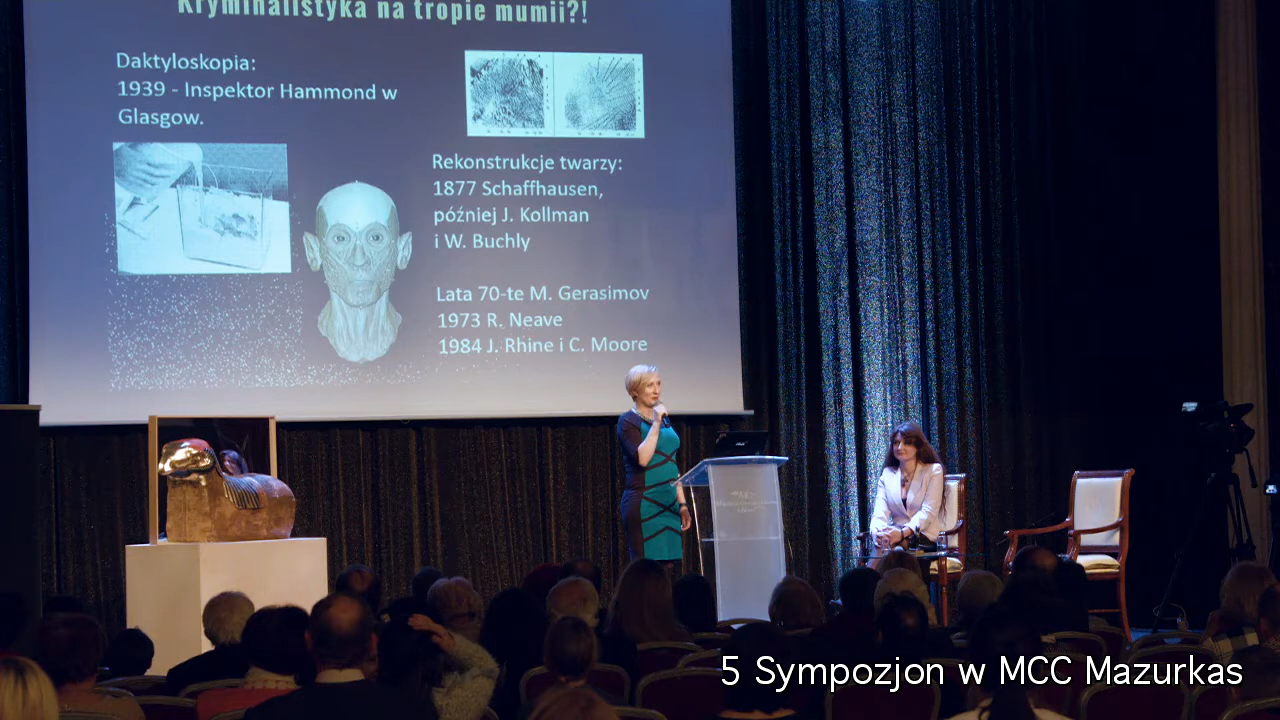 Kryminalistyka na tropie mumii?!
Daktyloskopia:
1939 - Inspektor Hammond w
Glasgow.
Rekonstrukcje twarzy:
1877 Schaffhausen,
później J. Kollman
i W. Buchly
Lata 70-te M. Gerasimov
1973 R. Neave
1984 J. Rhine i C. Moore
5 Sympozjon w MCC Mazurkas